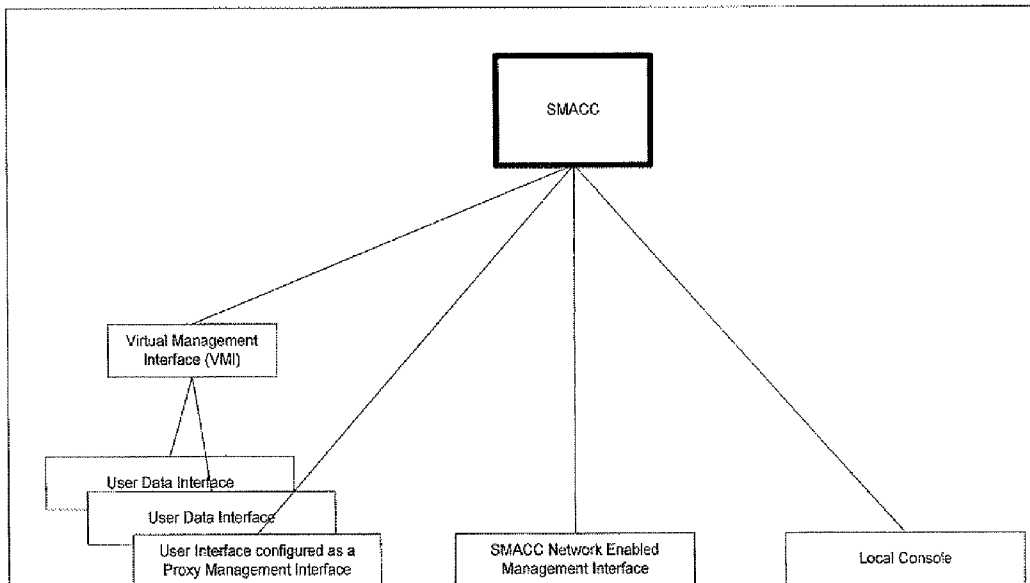 SMACC
Virtual Management
Interface (VMI)
User Data Interface
User Data Interface
User Interface configured as a
Proxy Management Interface
SMACC Network Enabled
Management Interface
Local Console